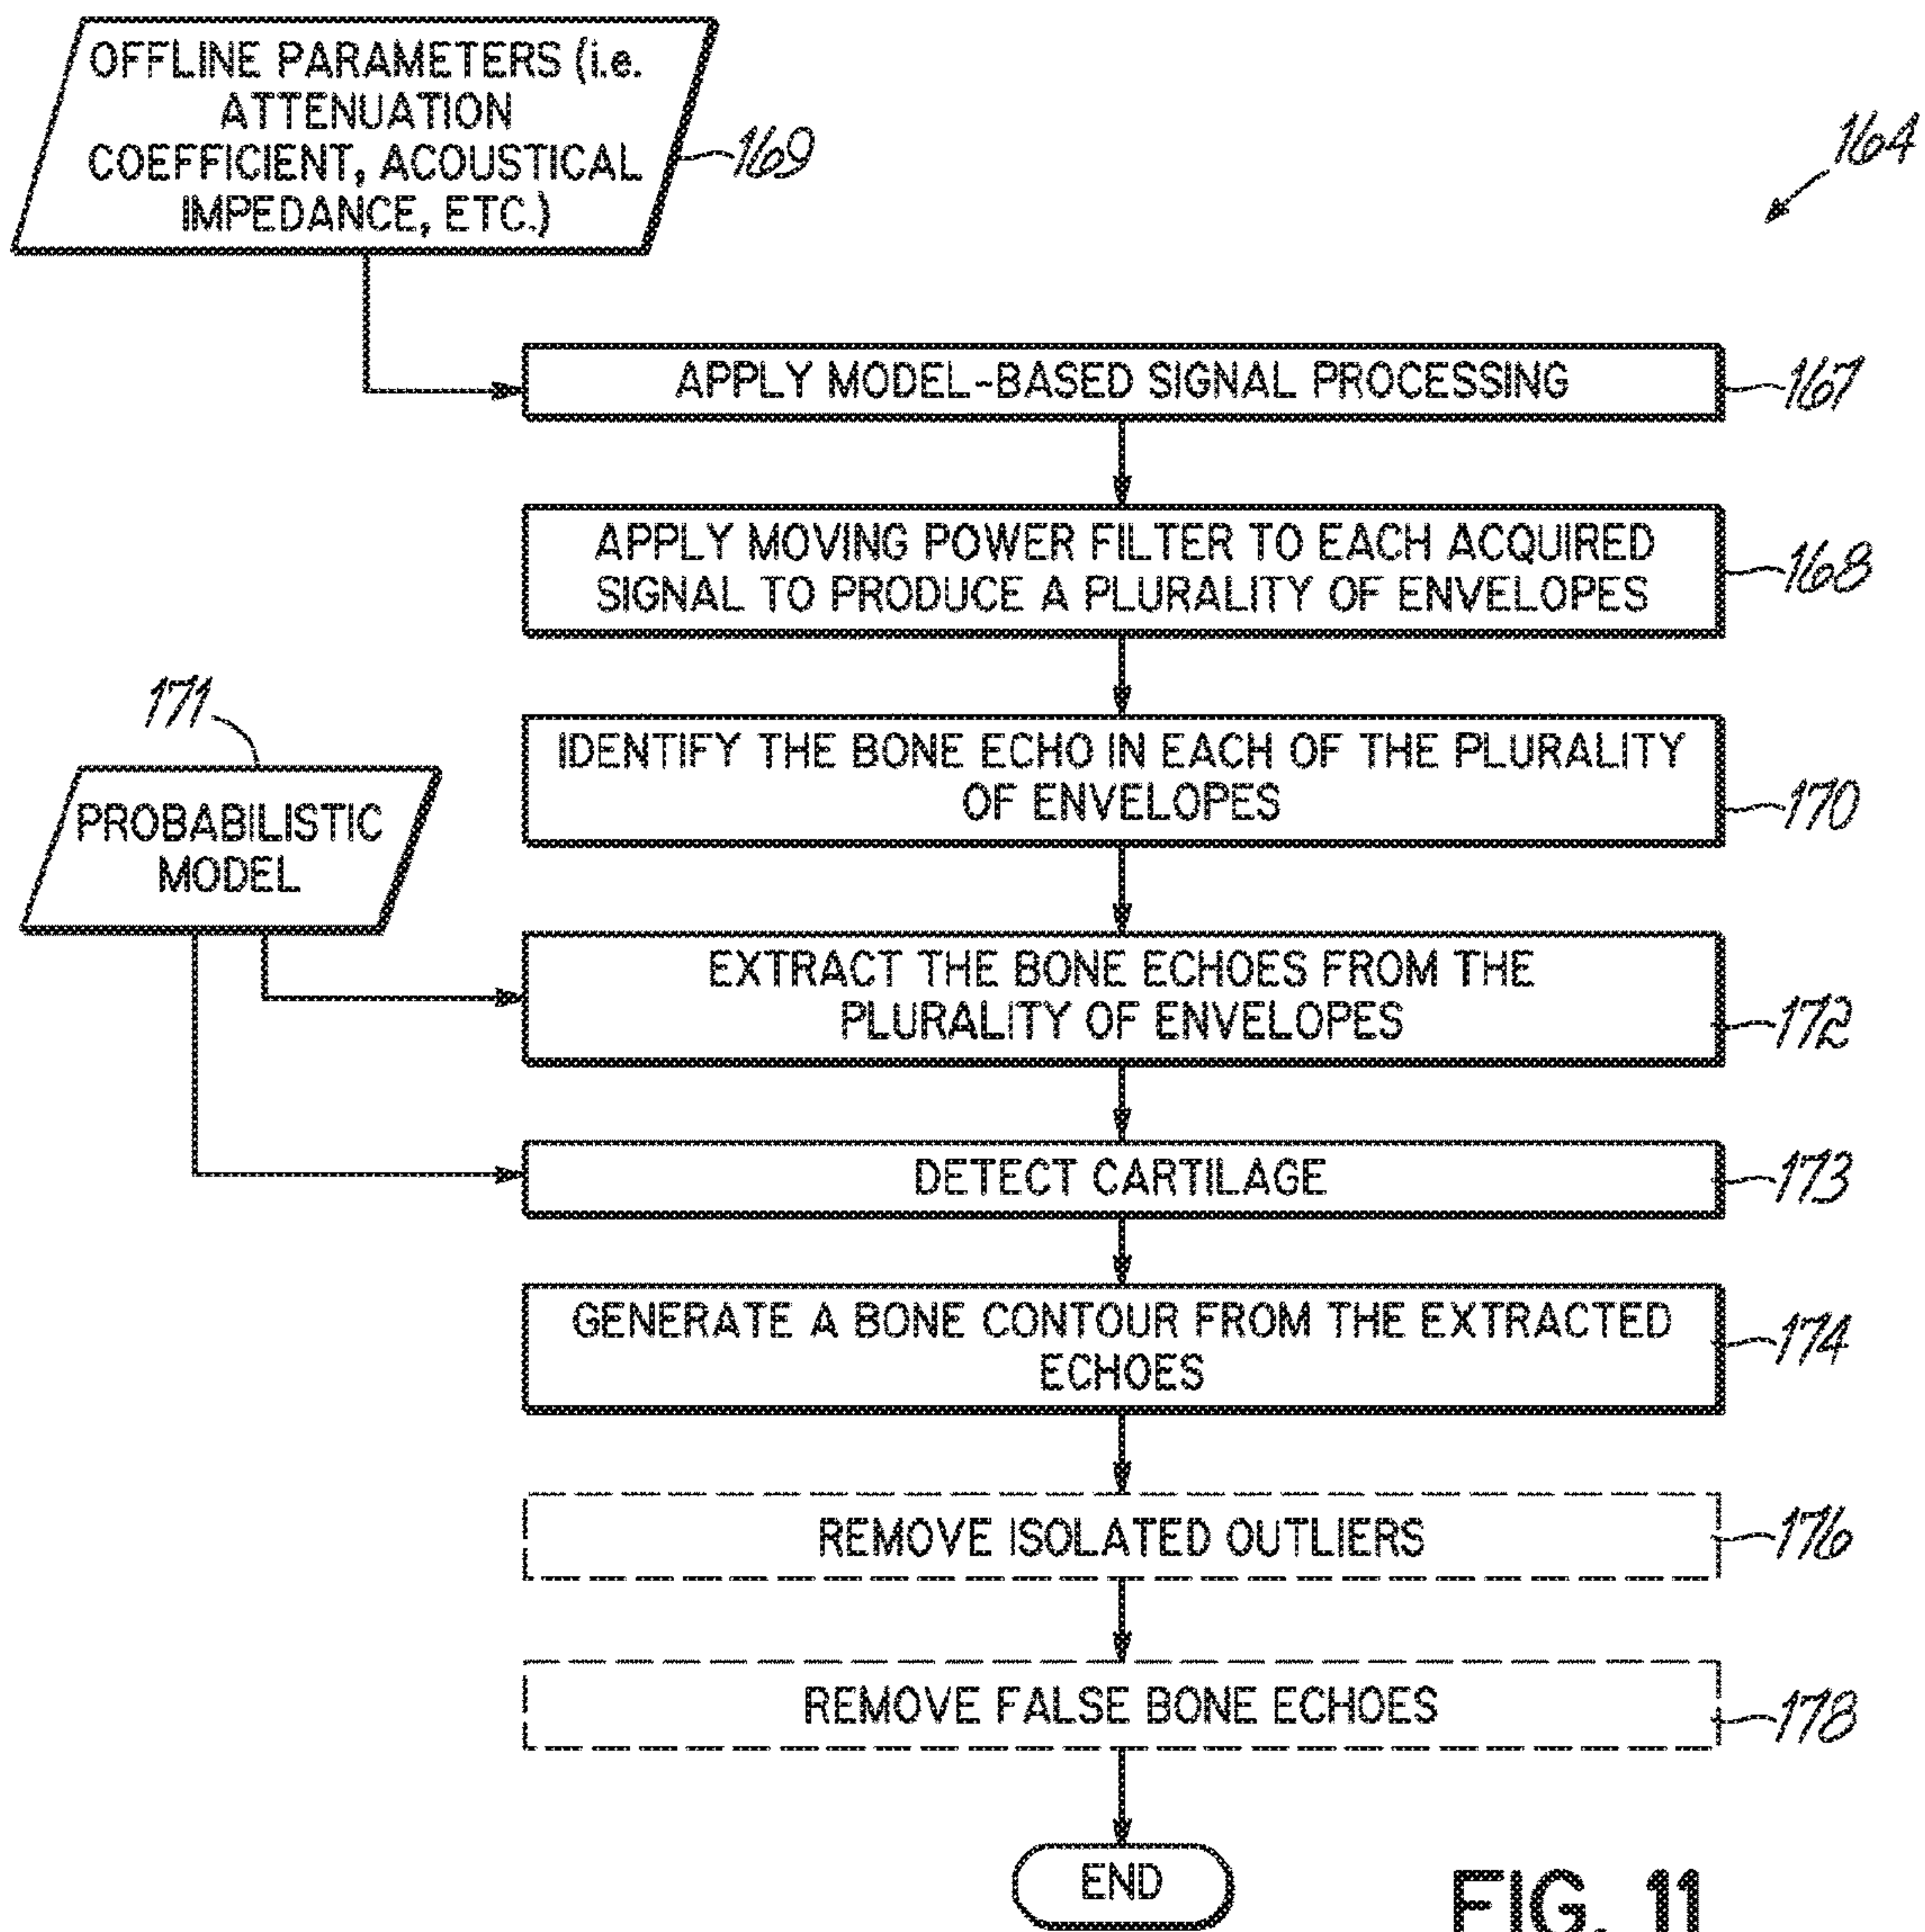 OFFLINE PARAMETERS (i.e.
ATTENUATION
COEFFICIENT, ACOUSTICAL
IMPEDANCE, ETC.)
169
164
APPLY MODEL-BASED SIGNAL PROCESSING
167
APPLY MOVING POWER FILTER TO EACH ACQUIRED
SIGNAL TO PRODUCE A PLURALITY OF ENVELOPES
168
171
IDENTIFY THE BONE ECHO IN EACH OF THE PLURALITY
OF ENVELOPES
170
PROBABILISTIC
MODEL
EXTRACT THE BONE ECHOES FROM THE
PLURALITY OF ENVELOPES
172
DETECT CARTILAGE
173
GENERATE A BONE CONTOUR FROM THE EXTRACTED
ECHOES
174
REMOVE ISOLATED OUTLIERS
176
REMOVE FALSE BONE ECHOES
178
END
FIG. 11